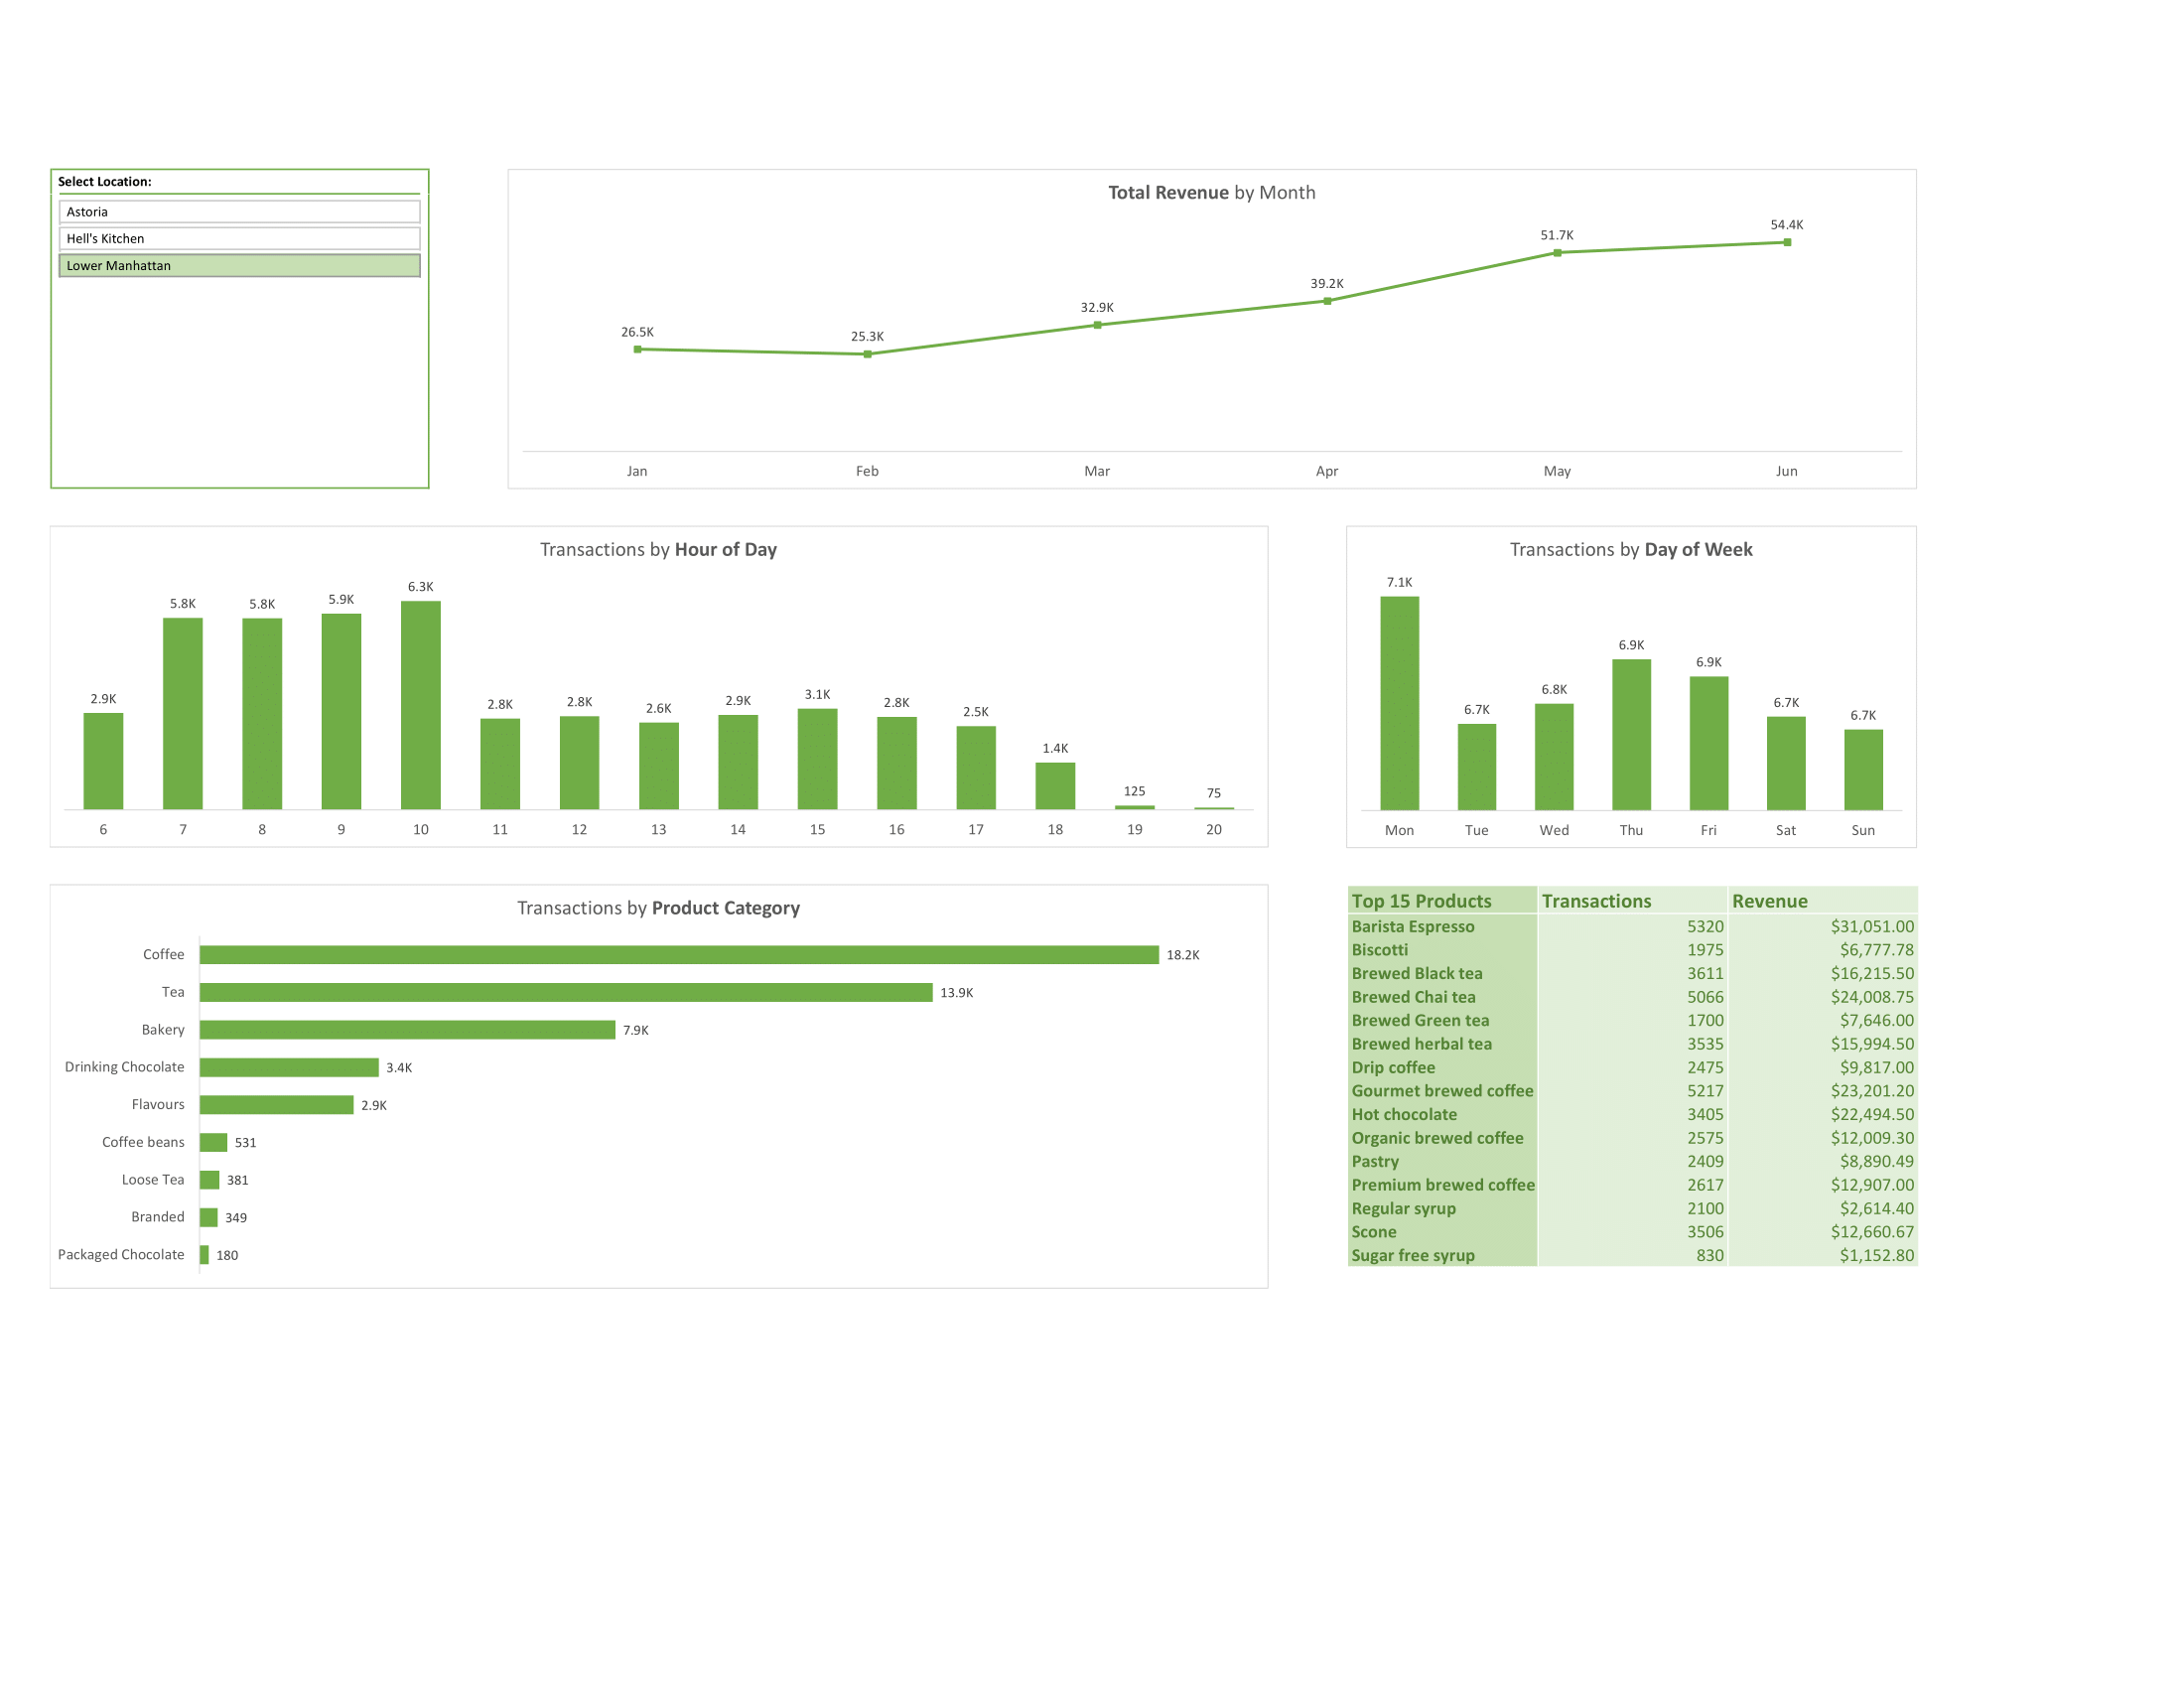 Select Location:
Astoria
Hell's Kitchen
Lower Manhattan
Total Revenue by Month
26.5K
25.3K
32.9K
39.2K
51.7K
54.4K
Jan Feb Mar Apr May Jun
Transactions by Hour of Day
2.9K 5.8K 5.8K 5.9K 6.3K 2.8K 2.8K 2.6K 2.9K 3.1K 2.8K 2.5K 1.4K 125 75
6 7 8 9 10 11 12 13 14 15 16 17 18 19 20
Transactions by Day of Week
7.1K 6.7K 6.8K 6.9K 6.9K 6.7K 6.7K
Mon Tue Wed Thu Fri Sat Sun
Transactions by Product Category
Coffee 18.2K
Tea 13.9K
Bakery 7.9K
Drinking Chocolate 3.4K
Flavours 2.9K
Coffee beans 531
Loose Tea 381
Branded 349
Packaged Chocolate 180
Top 15 Products Transactions Revenue
Barista Espresso 5320 $31,051.00
Biscotti 1975 $6,777.78
Brewed Black tea 3611 $16,215.50
Brewed Chai tea 5066 $24,008.75
Brewed Green tea 1700 $7,646.00
Brewed herbal tea 3535 $15,994.50
Drip coffee 2475 $9,817.00
Gourmet brewed coffee 5217 $23,201.20
Hot chocolate 3405 $22,494.50
Organic brewed coffee 2575 $12,009.30
Pastry 2409 $8,890.49
Premium brewed coffee 2617 $12,907.00
Regular syrup 2100 $2,614.40
Scone 3506 $12,660.67
Sugar free syrup 830 $1,152.80